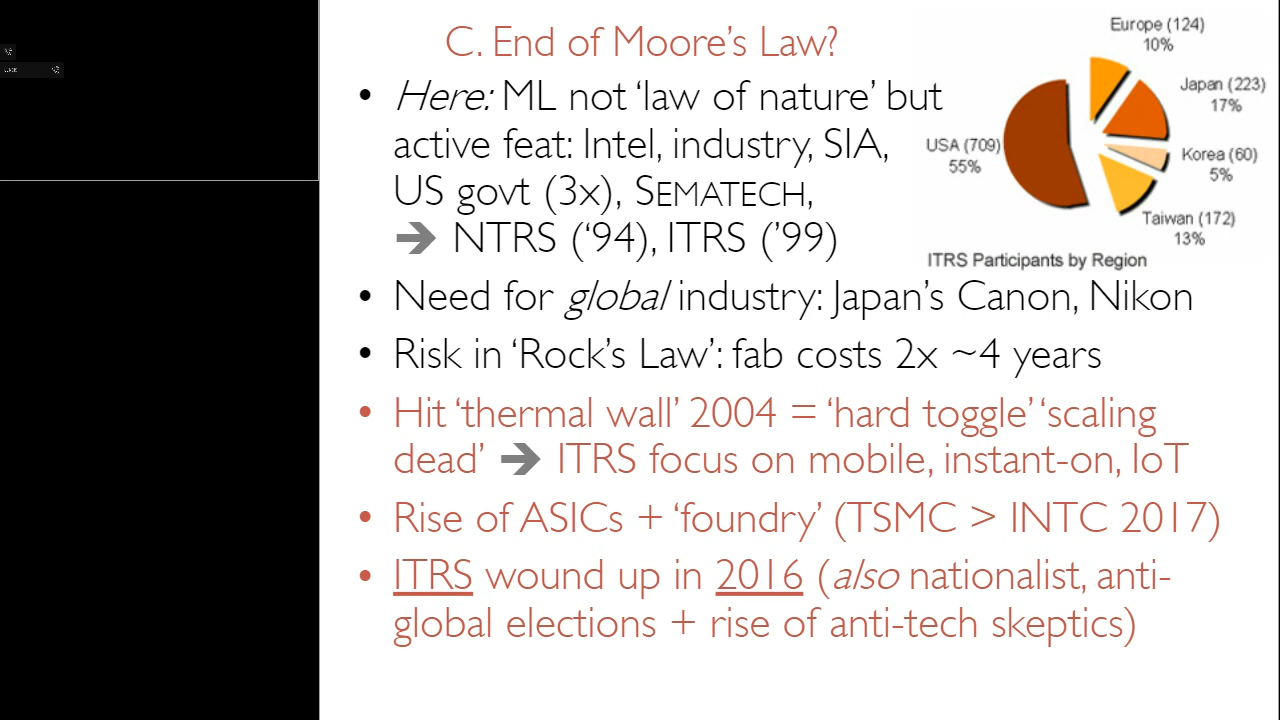 C. End of Moore's Law?
• Here: ML not ‘law of nature’ but
active feat: Intel, industry, SIA,
US govt (3x), SEMATECH,
➔ NTRS (‘94), ITRS (’99)
• Need for global industry: Japan’s Canon, Nikon
• Risk in ‘Rock’s Law’: fab costs 2x ~4 years
• Hit ‘thermal wall’ 2004 = ‘hard toggle’ ‘scaling
dead’ ➔ ITRS focus on mobile, instant-on, IoT
• Rise of ASICs + ‘foundry’ (TSMC > INTC 2017)
• ITRS wound up in 2016 (also nationalist, anti-
global elections + rise of anti-tech skeptics)
Europe (124)
10%
Japan (223)
17%
USA (709)
55%
Korea (60)
5%
Taiwan (172)
13%
ITRS Participants by Region